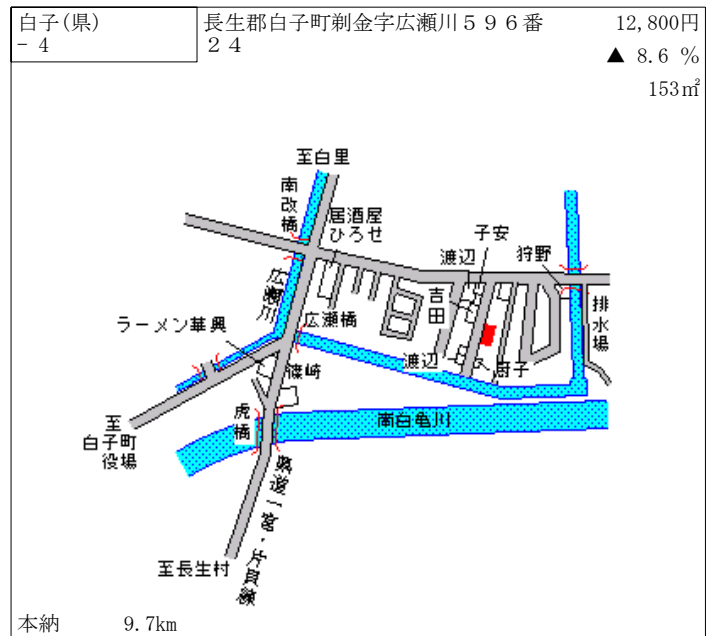 白子(県)
- 4
長生郡白子町剃金字広瀬川５９６番
２４
12,800円
▲ 8.6 %
153㎡
至白里
南改橋
居酒屋
ひろせ
子安
渡辺
狩野
広瀬川
吉田
排水場
ラーメン華興
広瀬橋
渡辺
厨子
篠崎
至
白子町
役場
虎橋
南白亀川
県道一宮・片貝線
至長生村
本納 9.7km